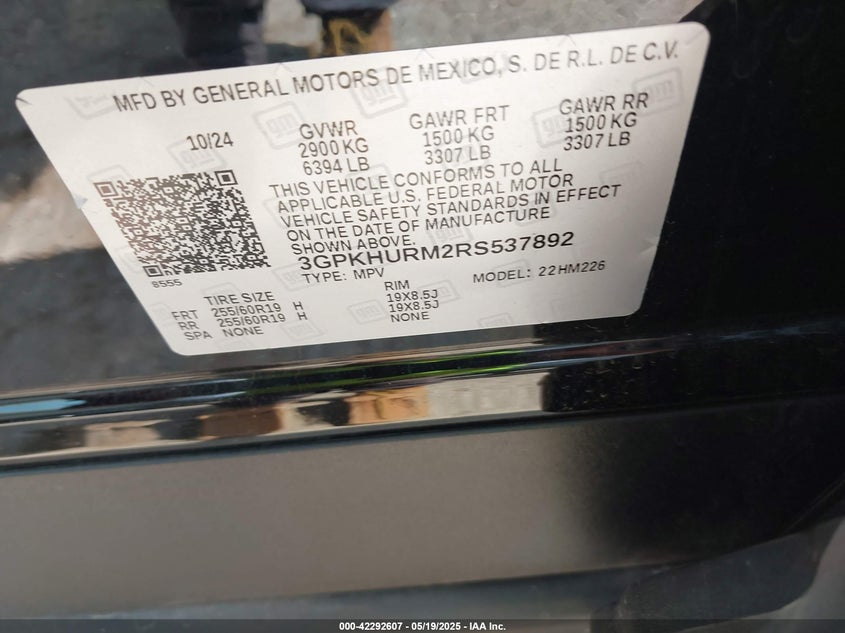 MFD BY GENERAL MOTORS DE MEXICO, S. DE R.L. DE C.V.
10/24 GVWR GAWR FRT GAWR RR
2900 KG 1500 KG 1500 KG
6394 LB 3307 LB 3307 LB
THIS VEHICLE CONFORMS TO ALL
APPLICABLE U.S. FEDERAL MOTOR
VEHICLE SAFETY STANDARDS IN EFFECT
ON THE DATE OF MANUFACTURE
SHOWN ABOVE.
3GPKHURM2RS537892
TYPE: MPV MODEL: 22HM226
8555
TIRE SIZE RIM
FRT 255/60R19 H 19X8.5J
RR 255/60R19 H 19X8.5J
SPA NONE NONE
000-42292607 - 05/19/2025 - IAA Inc.